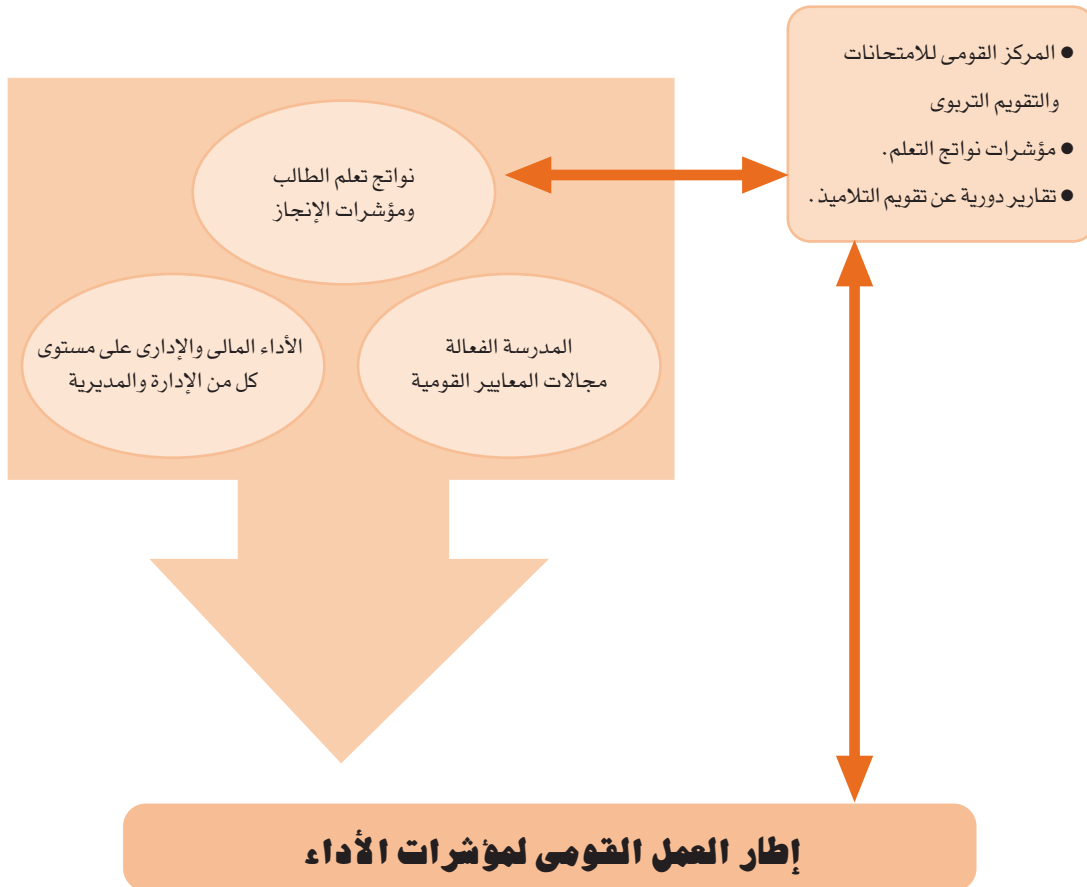 ● المركز القومى للامتحانات
والتقويم التربوى
● مؤشرات نواتج التعلم.
● تقارير دورية عن تقويم التلاميذ.
نواتج تعلم الطالب
ومؤشرات الإنجاز
المدرسة الفعالة
مجالات المعايير القومية
الأداء المالى والإدارى على مستوى
كل من الإدارة والمديرية
إطار العمل القومى لمؤشرات الأداء